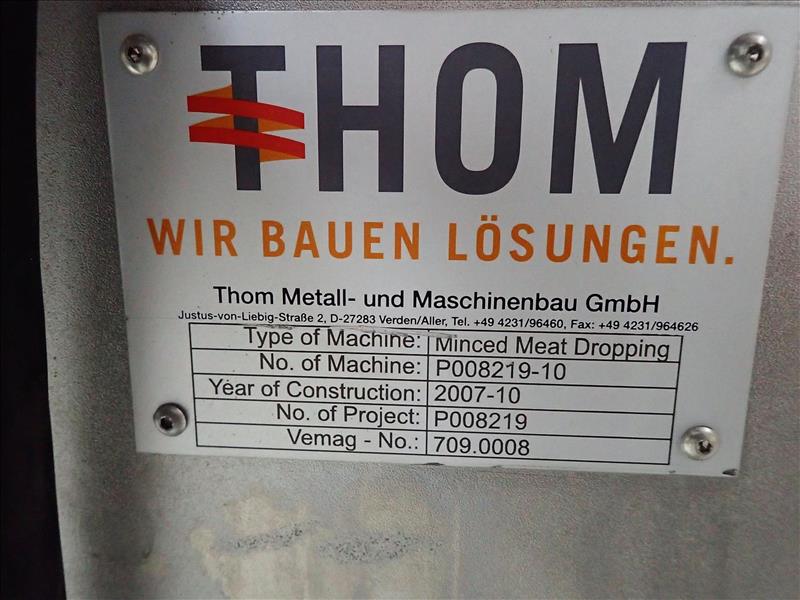 THOM
WIR BAUEN LÖSUNGEN.
Thom Metall- und Maschinenbau GmbH
Justus-von-Liebig-Straße 2, D-27283 Verden/Aller, Tel. +49 4231/96460, Fax: +49 4231/964626
Type of Machine: Minced Meat Dropping
No. of Machine: P008219-10
Year of Construction: 2007-10
No. of Project: P008219
Vemag - No.: 709.0008